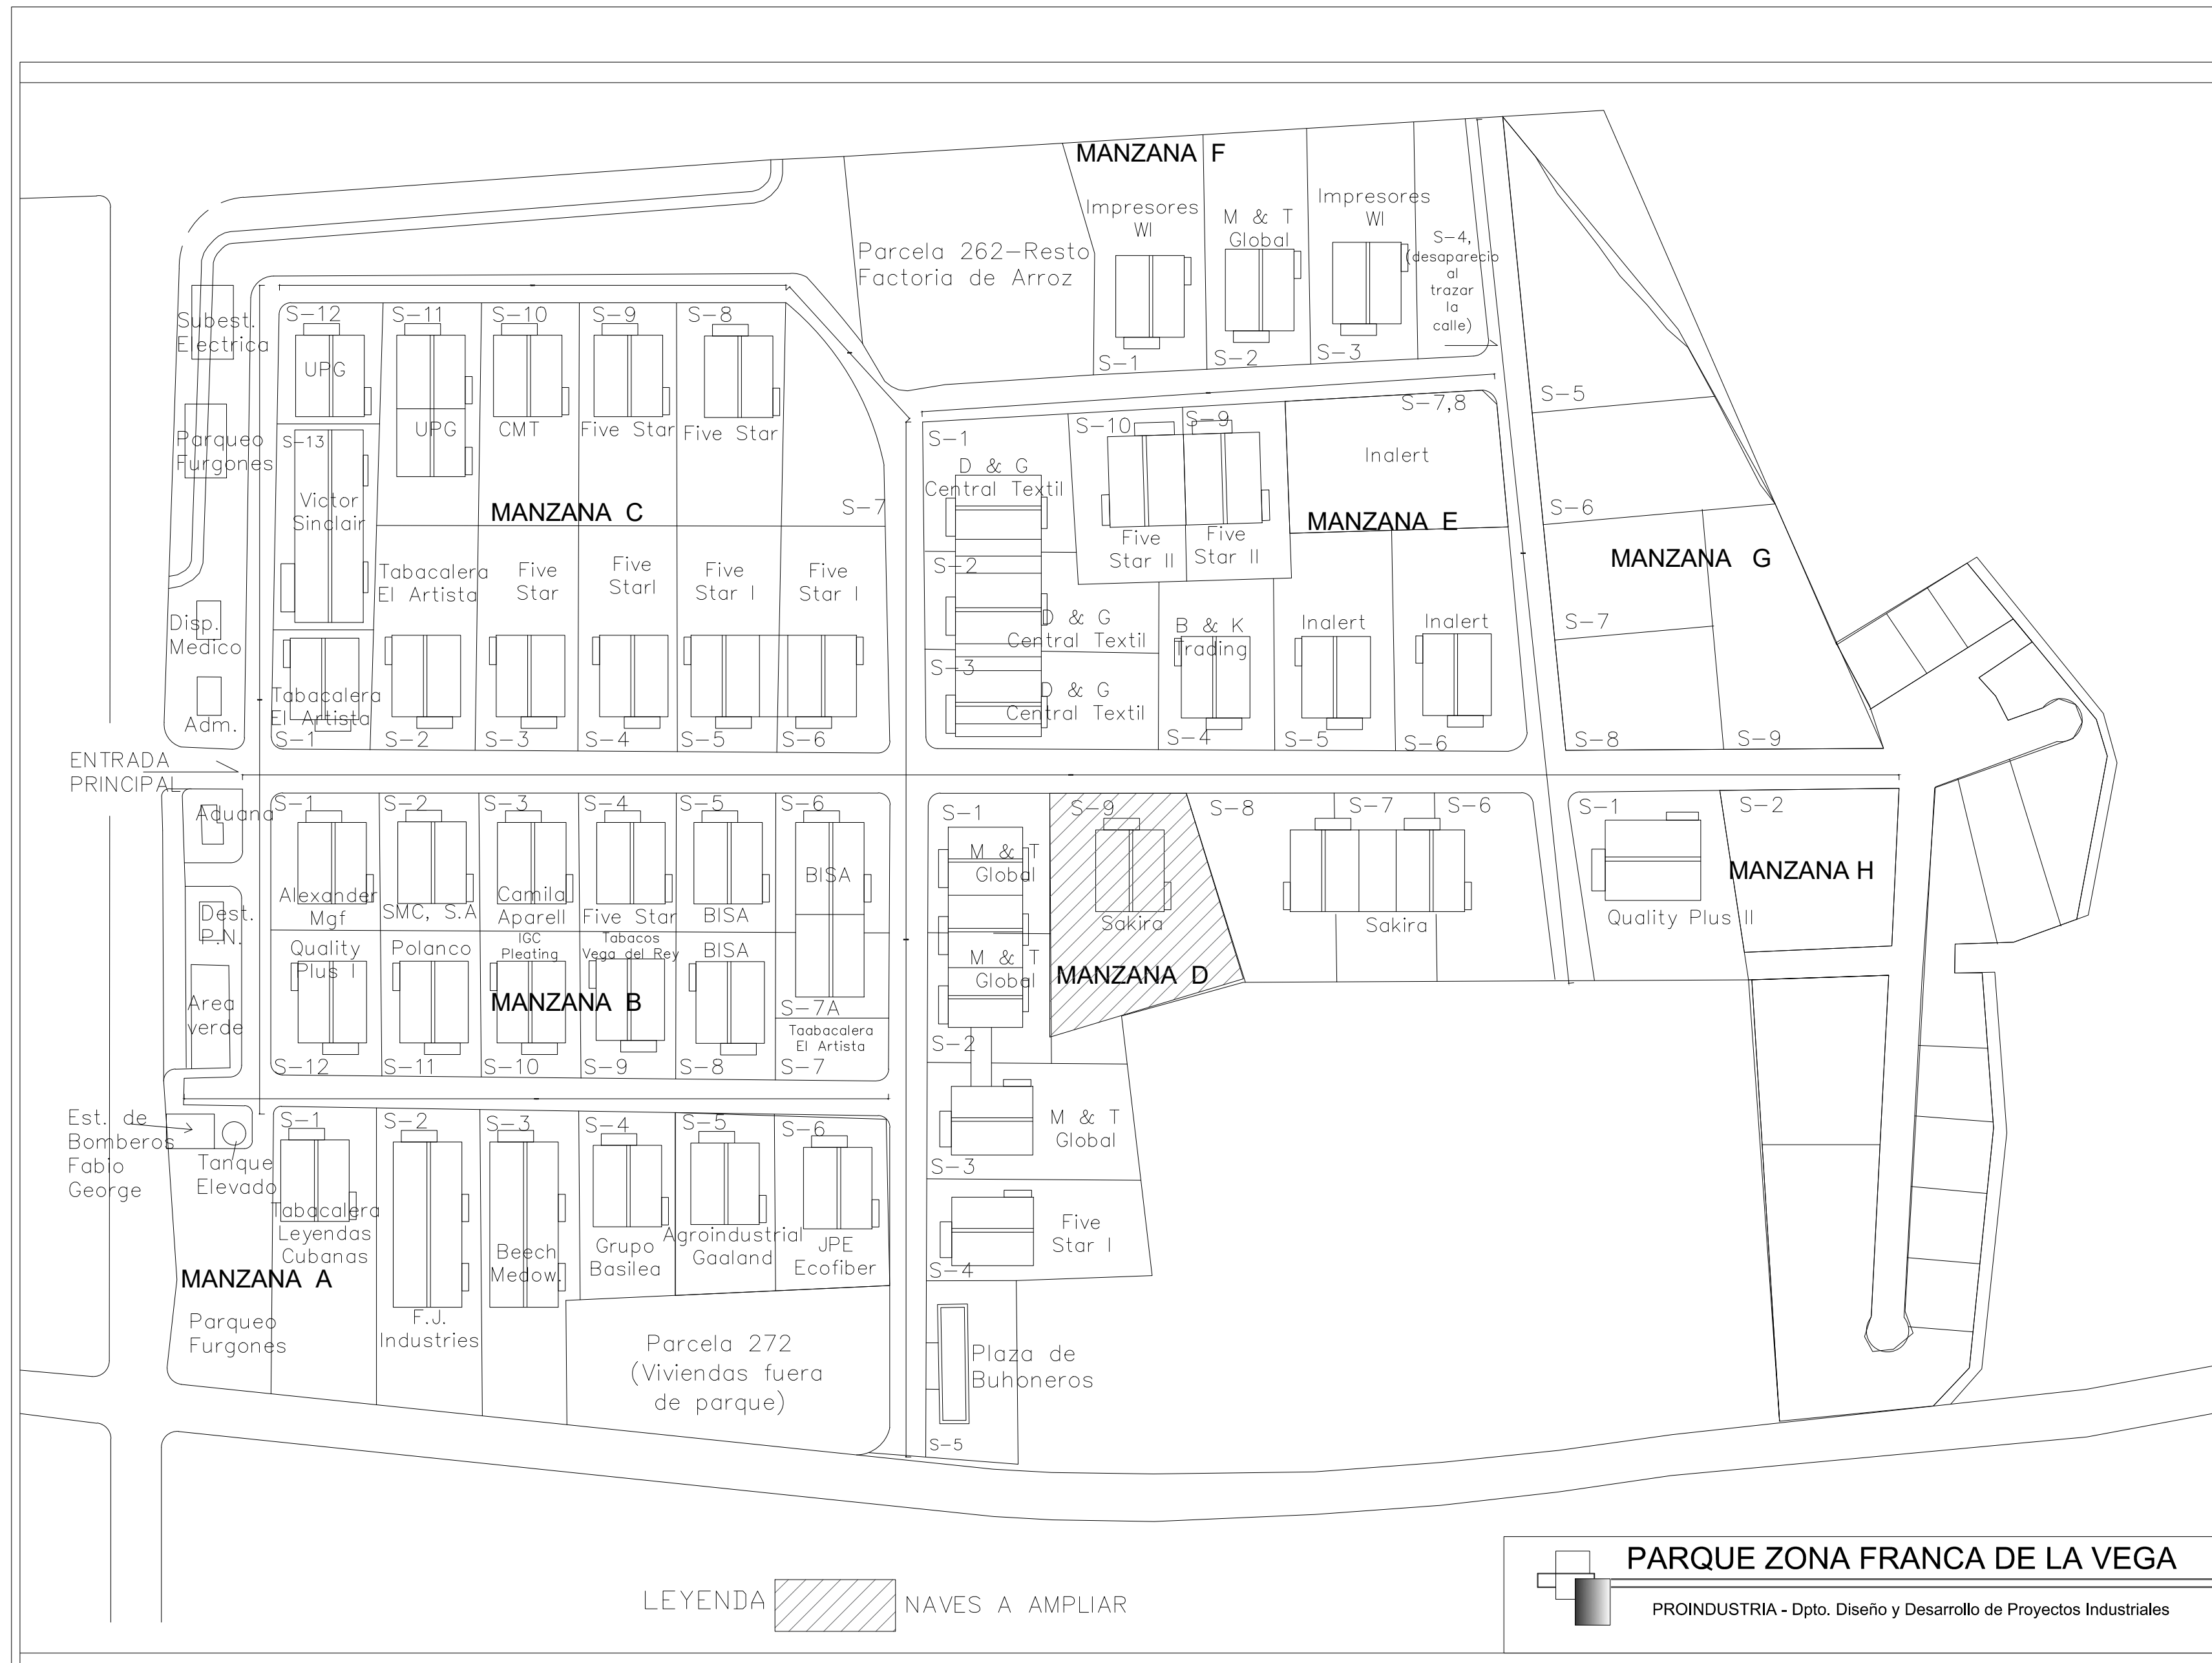 MANZANA F
Impresores
WI
M & T
Global
Impresores
WI
S-4,
(desaparecio
al
trazar
la
calle)
Parcela 262-Resto
Factoria de Arroz
S-1
S-2
S-3
Subest.
Electrica
Parqueo
Furgones
Disp.
Medico
Adm.
S-12
S-11
S-10
S-9
S-8
UPG
UPG
CMT
Five Star
Five Star
S-13
Victor
Sinclair
MANZANA C
S-7
Tabacalera
El Artista
Five
Star
Five
StarI
Five
Star I
Five
Star I
Tabacalera
El Artista
S-1
S-2
S-3
S-4
S-5
S-6
S-1
D & G
Central Textil
S-2
D & G
Central Textil
S-3
D & G
Central Textil
S-10
S-9
Five
Star II
Five
Star II
S-7,8
Inalert
MANZANA E
B & K
Trading
Inalert
Inalert
S-4
S-5
S-6
S-5
S-6
MANZANA G
S-7
S-8
S-9
ENTRADA
PRINCIPAL
Aduana
Dest.
P.N.
Area
verde
S-1
S-2
S-3
S-4
S-5
S-6
Alexander
Mgf
SMC, S.A
Camila
Aparell
Five Star
BISA
BISA
Quality
Plus I
Polanco
IGC
Pleating
Tabacos
Vega del Rey
BISA
MANZANA B
S-7A
Taabacalera
El Artista
S-12
S-11
S-10
S-9
S-8
S-7
S-1
M & T
Global
M & T
Global
S-2
S-9
Sakira
MANZANA D
S-8
S-7
S-6
Sakira
S-1
S-2
MANZANA H
Quality Plus II
M & T
Global
S-3
Five
Star I
S-4
Plaza de
Buhoneros
S-5
Est. de
Bomberos
Fabio
George
Tanque
Elevado
S-1
S-2
S-3
S-4
S-5
S-6
Tabacalera
Leyendas
Cubanas
F.J.
Industries
Beech
Medow.
Grupo
Basilea
Agroindustrial
Gaaland
JPE
Ecofiber
MANZANA A
Parqueo
Furgones
Parcela 272
(Viviendas fuera
de parque)
LEYENDA
NAVES A AMPLIAR
PARQUE ZONA FRANCA DE LA VEGA
PROINDUSTRIA - Dpto. Diseño y Desarrollo de Proyectos Industriales